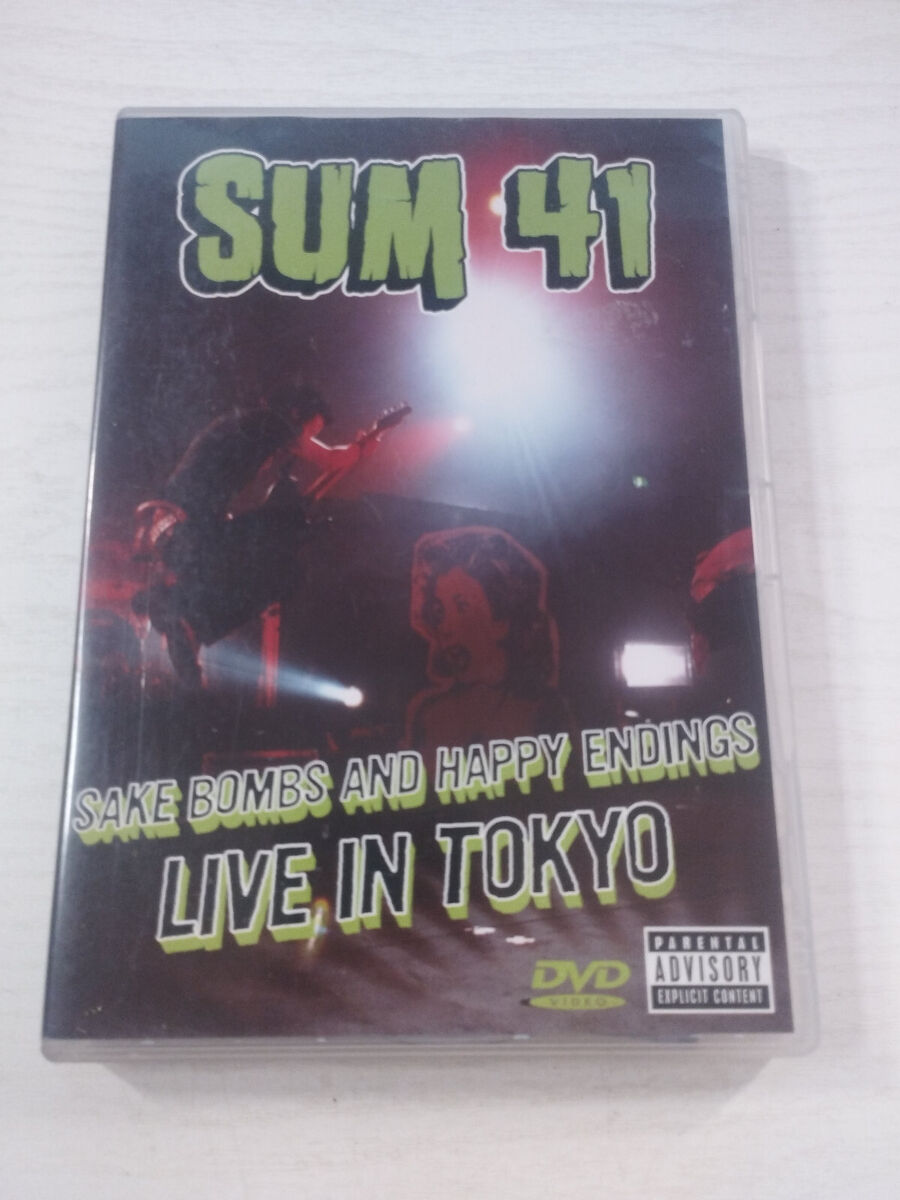 SUM 41
SAKE BOMBS AND HAPPY ENDINGS
LIVE IN TOKYO
DVD
VIDEO
PARENTAL
ADVISORY
EXPLICIT CONTENT